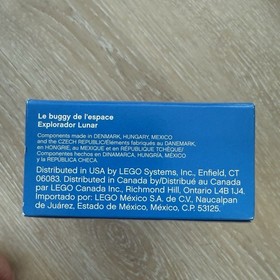 Le buggy de l'espace
Explorador Lunar
Components made in DENMARK, HUNGARY, MEXICO
and the CZECH REPUBLIC/Éléments fabriqués au DANEMARK,
en HONGRIE, au MEXIQUE et en RÉPUBLIQUE TCHÈQUE/
Componentes hechos en DINAMARCA, HUNGRÍA, MÉXICO
y la REPÚBLICA CHECA.
Distributed in USA by LEGO Systems, Inc., Enfield, CT
06083. Distributed in Canada by/Distribué au Canada
par LEGO Canada Inc., Richmond Hill, Ontario L4B 1J4.
Importado por: LEGO México S.A. de C.V., Naucalpan
de Juárez, Estado de México, México, C.P. 53125.